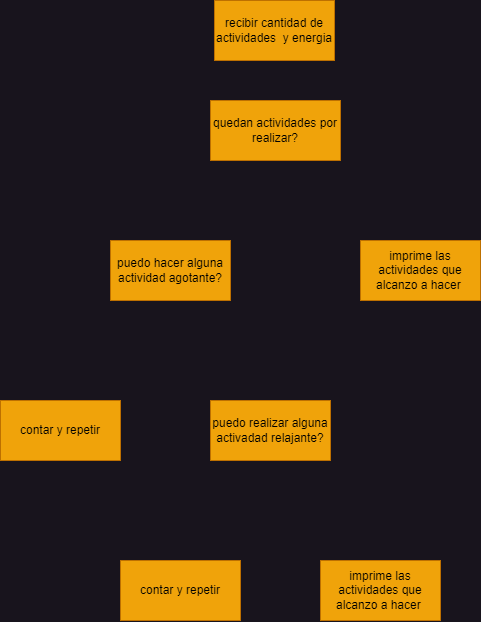 recibir cantidad de
actividades y energia
quedan actividades por
realizar?
puedo hacer alguna
actividad agotante?
imprime las
actividades que
alcanzo a hacer
contar y repetir
puedo realizar alguna
activadad relajante?
contar y repetir
imprime las
actividades que
alcanzo a hacer